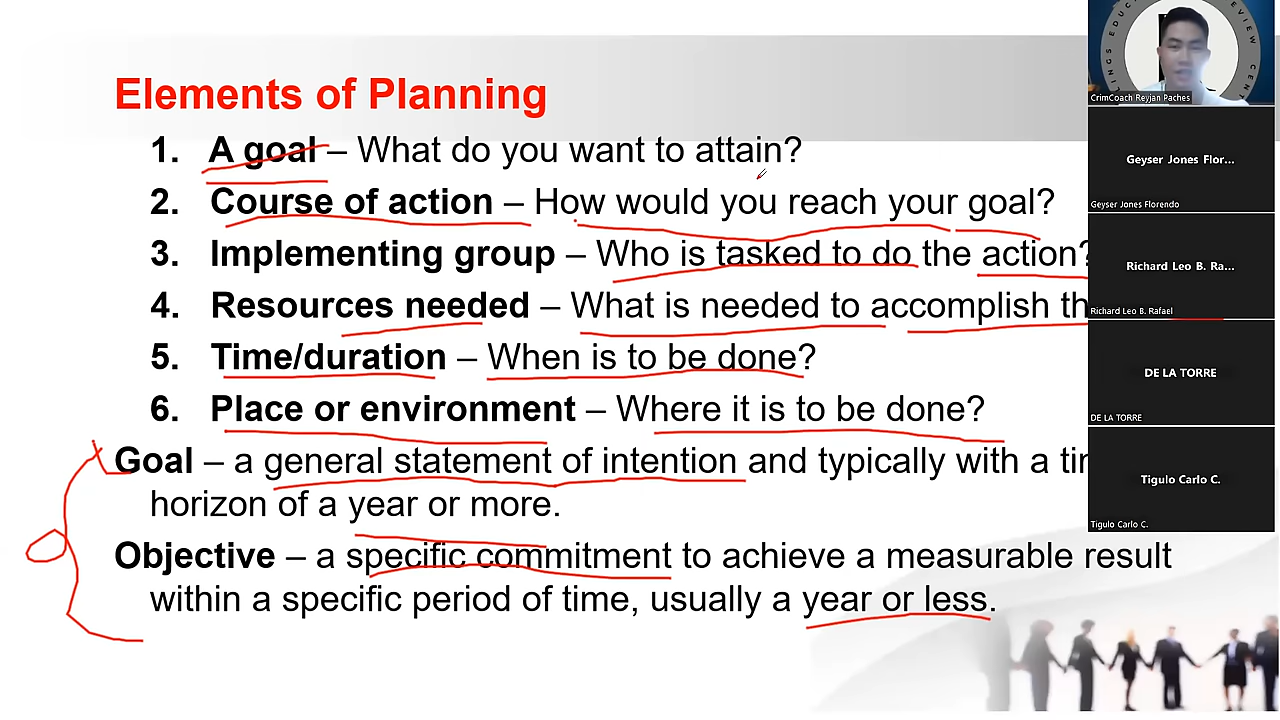 Elements of Planning
1. A goal – What do you want to attain?
2. Course of action – How would you reach your goal?
3. Implementing group – Who is tasked to do the action?
4. Resources needed – What is needed to accomplish th
5. Time/duration – When is to be done?
6. Place or environment – Where it is to be done?
Goal – a general statement of intention and typically with a tim
horizon of a year or more.
Objective – a specific commitment to achieve a measurable result
within a specific period of time, usually a year or less.
CrimCoach Reyjan Paches
Geyser Jones Flor...
Geyser Jones Florendo
Richard Leo B. Ra...
Richard Leo B. Rafael
DE LA TORRE
DE LA TORRE
Tigulo Carlo C.
Tigulo Carlo C.